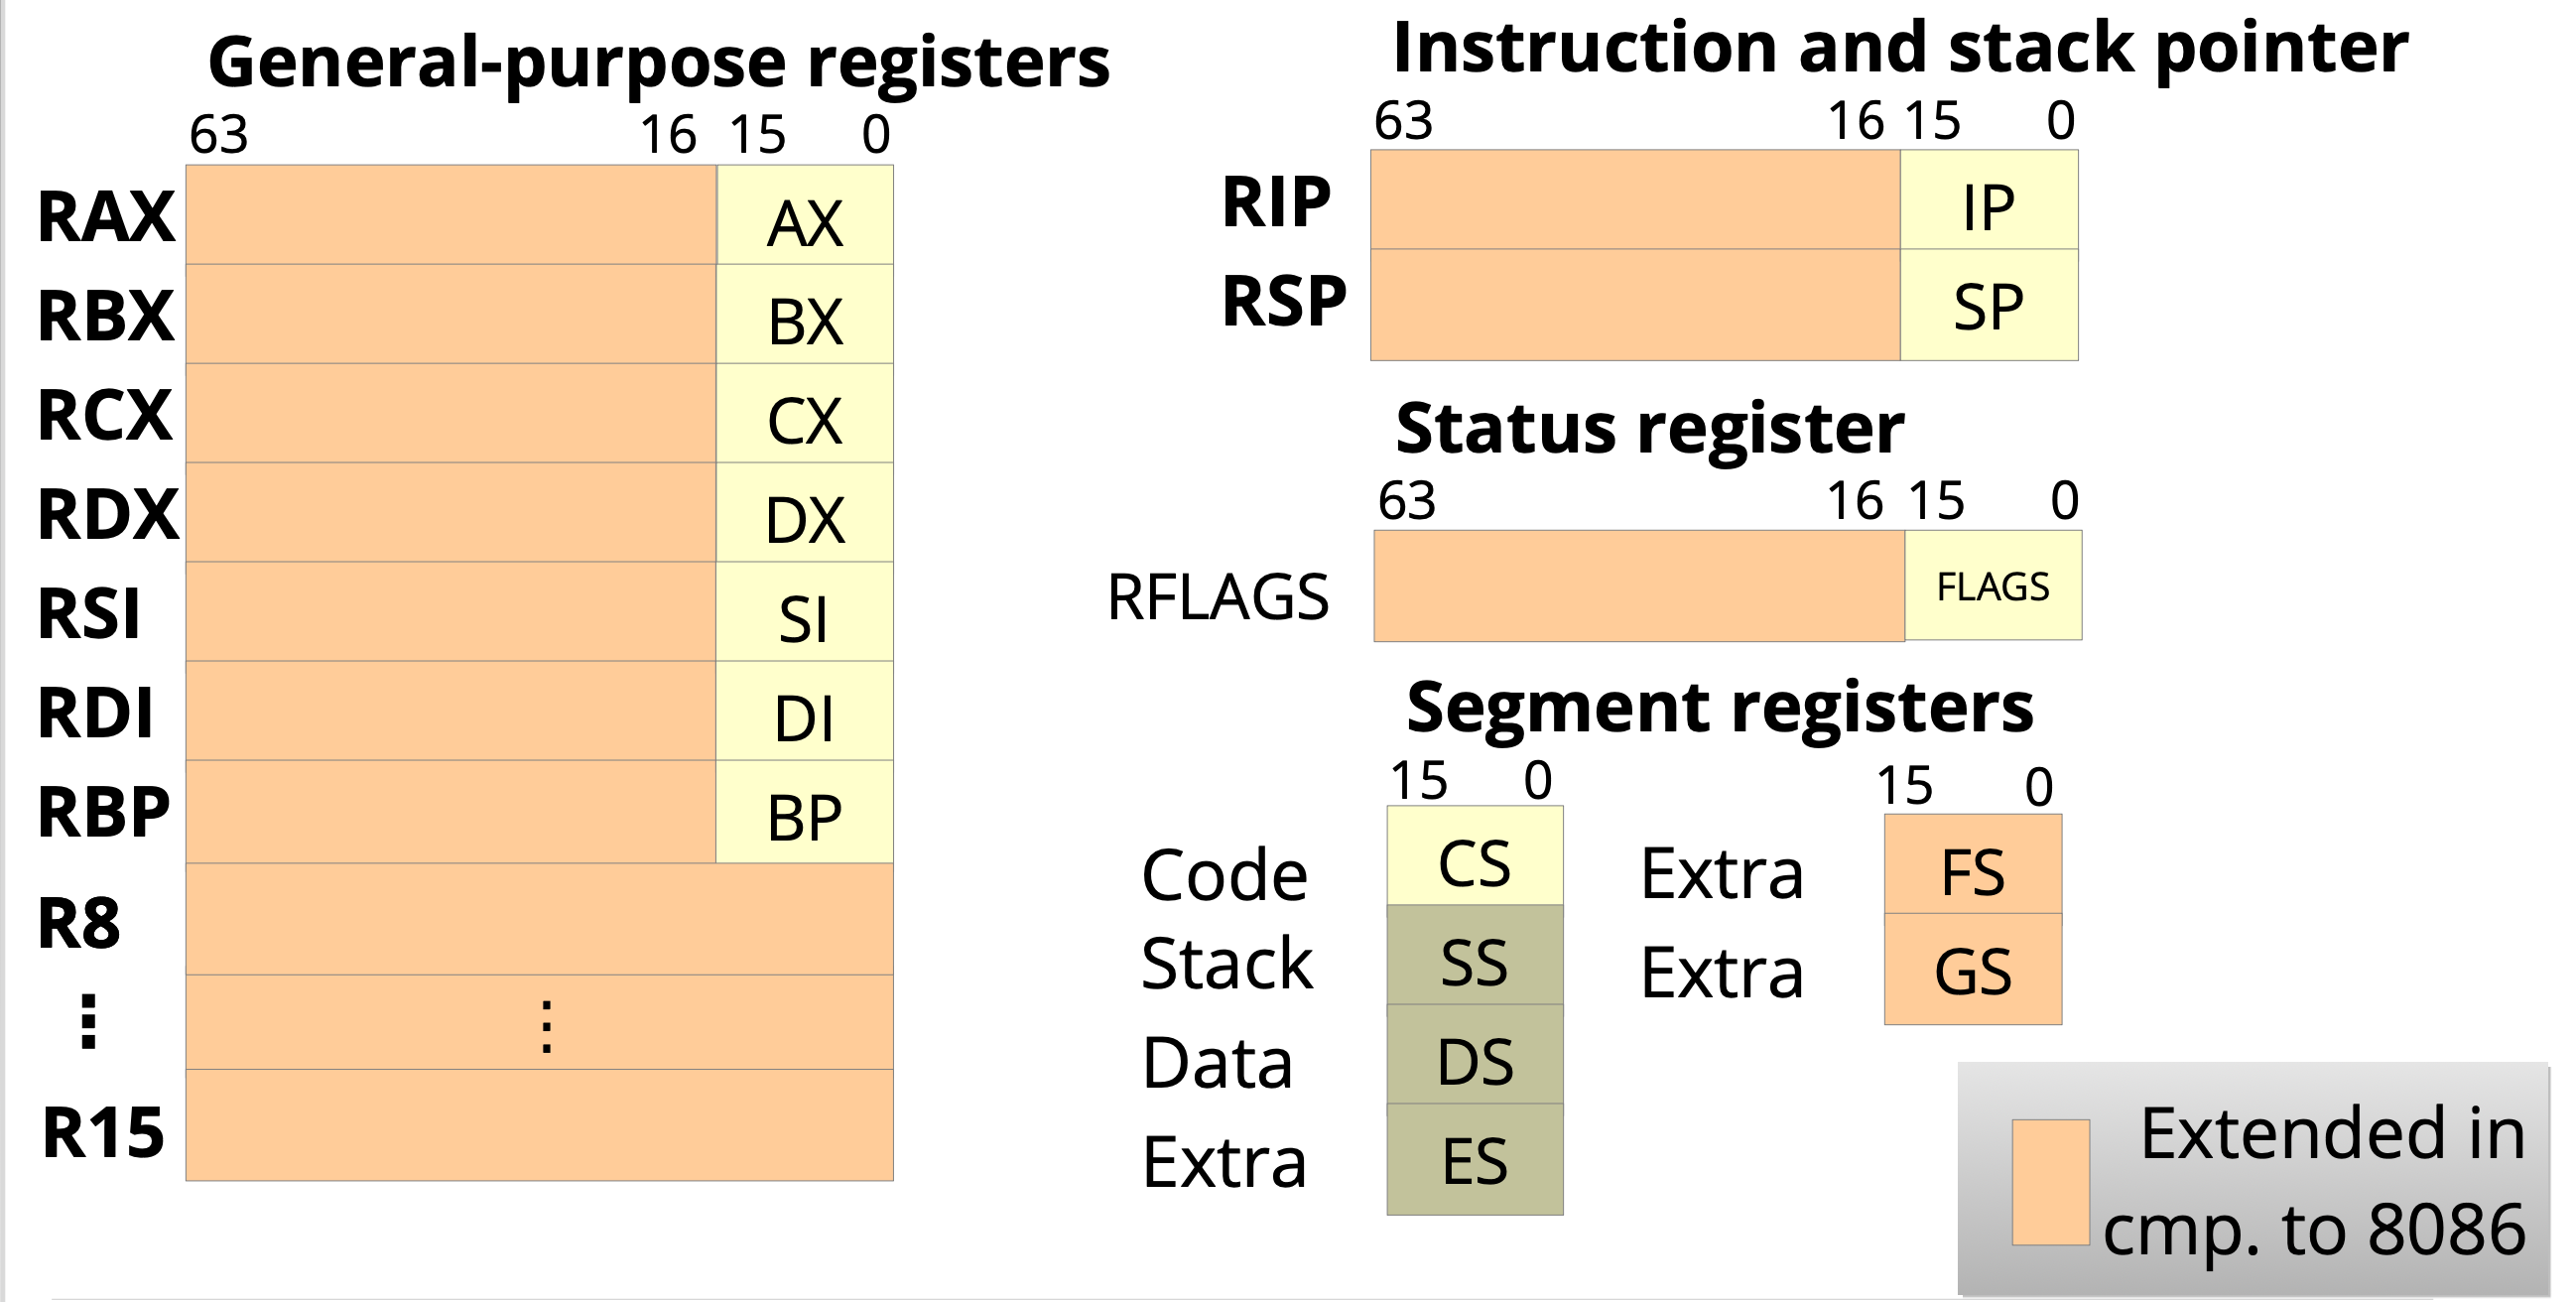 General-purpose registers
63 16 15 0
RAX AX
RBX BX
RCX CX
RDX DX
RSI SI
RDI DI
RBP BP
R8
⋮ ⋮
R15
Instruction and stack pointer
63 16 15 0
RIP IP
RSP SP
Status register
63 16 15 0
RFLAGS FLAGS
Segment registers
15 0 15 0
Code CS Extra FS
Stack SS Extra GS
Data DS
Extra ES
Extended in
cmp. to 8086